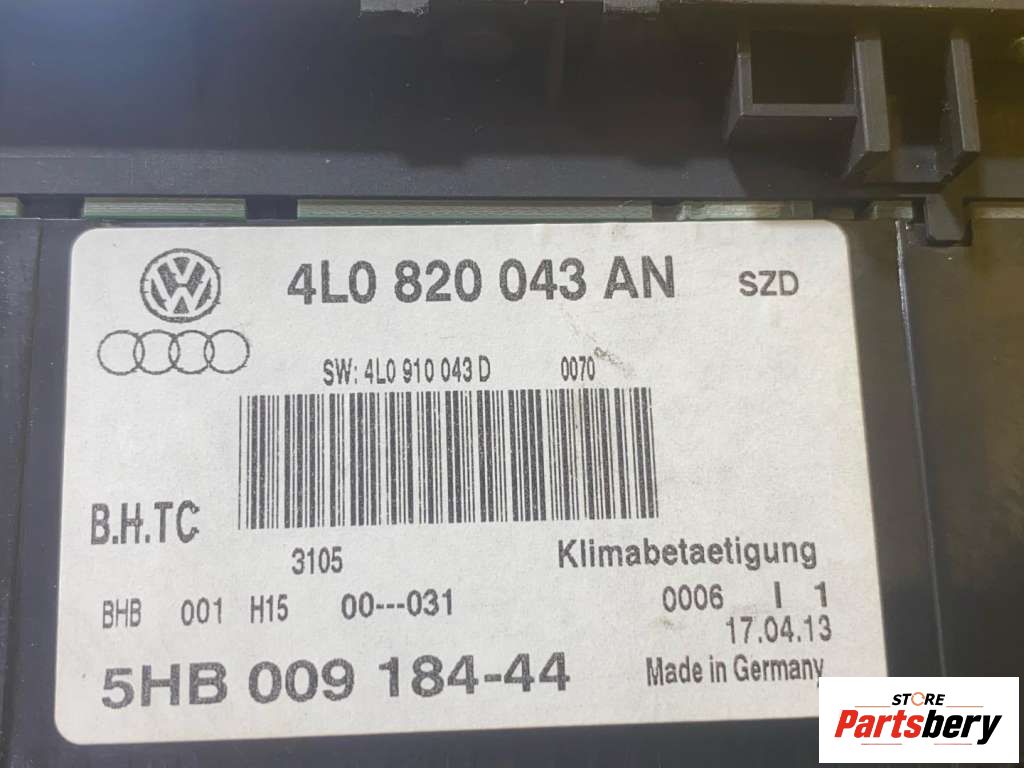 4L0 820 043 AN SZD
SW: 4L0 910 043 D 0070
B.H.TC
3105 Klimabetaetigung
BHB 001 H15 00---031 0006 I 1
17.04.13
5HB 009 184-44 Made in Germany
STORE
Partsbery